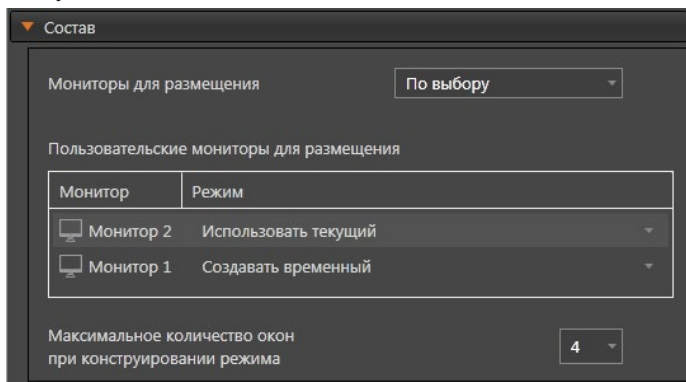 Состав
Мониторы для размещения По выбору
Пользовательские мониторы для размещения
Монитор Режим
Монитор 2 Использовать текущий
Монитор 1 Создавать временный
Максимальное количество окон
при конструировании режима 4